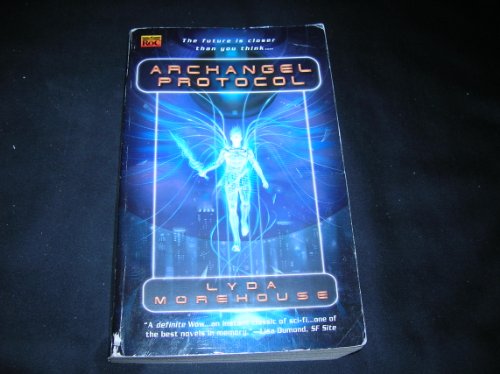 RoC
The future is closer
than you think....
ARCHANGEL
PROTOCOL
LYDA
MOREHOUSE
"A definite Wow...an instant classic of sci-fi...one of
the best novels in memory." —Lisa Dumond, SF Site